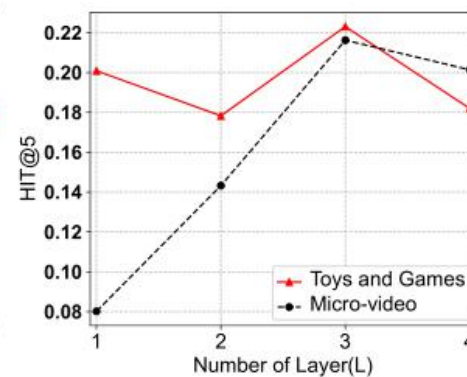 0.22
0.20
0.18
0.16
0.14
0.12
0.10
0.08
HIT@5
Toys and Games
Micro-video
1 2 3 4
Number of Layer(L)